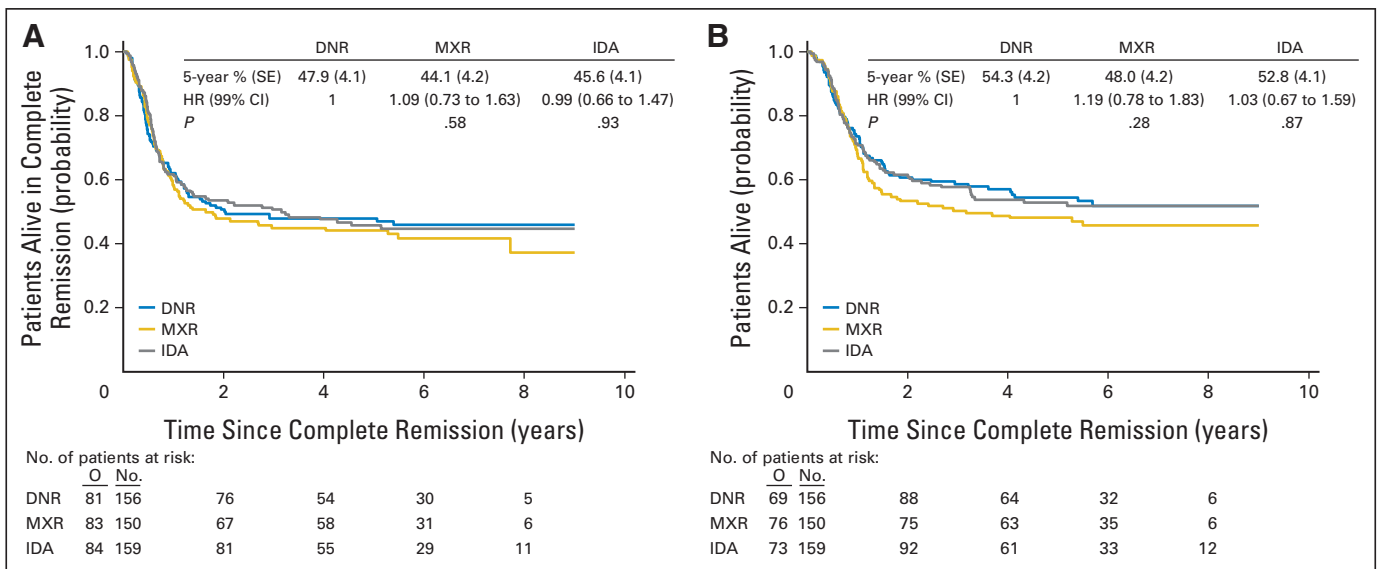 A
DNR MXR IDA
5-year % (SE) 47.9 (4.1) 44.1 (4.2) 45.6 (4.1)
HR (99% CI) 1 1.09 (0.73 to 1.63) 0.99 (0.66 to 1.47)
P .58 .93
Patients Alive in Complete
Remission (probability)
1.0
0.8
0.6
0.4
0.2
DNR
MXR
IDA
0 2 4 6 8 10
Time Since Complete Remission (years)
No. of patients at risk:
O No.
DNR 81 156 76 54 30 5
MXR 83 150 67 58 31 6
IDA 84 159 81 55 29 11
B
DNR MXR IDA
5-year % (SE) 54.3 (4.2) 48.0 (4.2) 52.8 (4.1)
HR (99% CI) 1 1.19 (0.78 to 1.83) 1.03 (0.67 to 1.59)
P .28 .87
Patients Alive (probability)
1.0
0.8
0.6
0.4
0.2
DNR
MXR
IDA
0 2 4 6 8 10
Time Since Complete Remission (years)
No. of patients at risk:
O No.
DNR 69 156 88 64 32 6
MXR 76 150 75 63 35 6
IDA 73 159 92 61 33 12